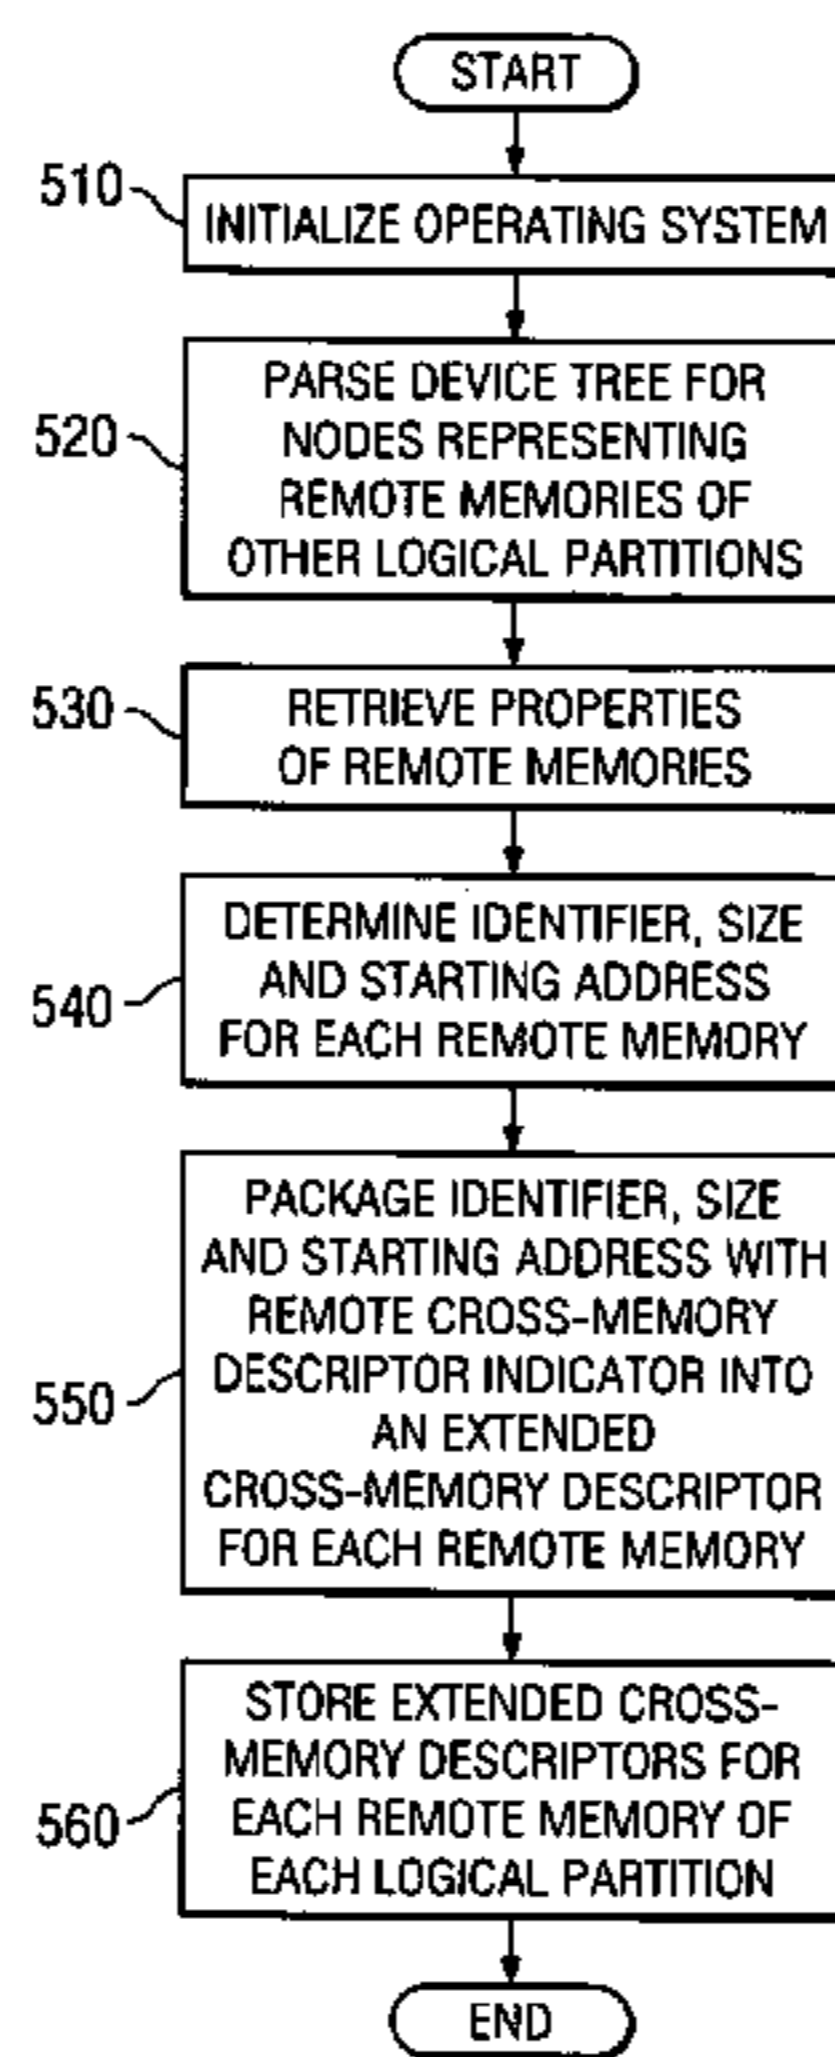 START
510
INITIALIZE OPERATING SYSTEM
520
PARSE DEVICE TREE FOR
NODES REPRESENTING
REMOTE MEMORIES OF
OTHER LOGICAL PARTITIONS
530
RETRIEVE PROPERTIES
OF REMOTE MEMORIES
540
DETERMINE IDENTIFIER, SIZE
AND STARTING ADDRESS
FOR EACH REMOTE MEMORY
550
PACKAGE IDENTIFIER, SIZE
AND STARTING ADDRESS WITH
REMOTE CROSS-MEMORY
DESCRIPTOR INDICATOR INTO
AN EXTENDED
CROSS-MEMORY DESCRIPTOR
FOR EACH REMOTE MEMORY
560
STORE EXTENDED CROSS-
MEMORY DESCRIPTORS FOR
EACH REMOTE MEMORY OF
EACH LOGICAL PARTITION
END